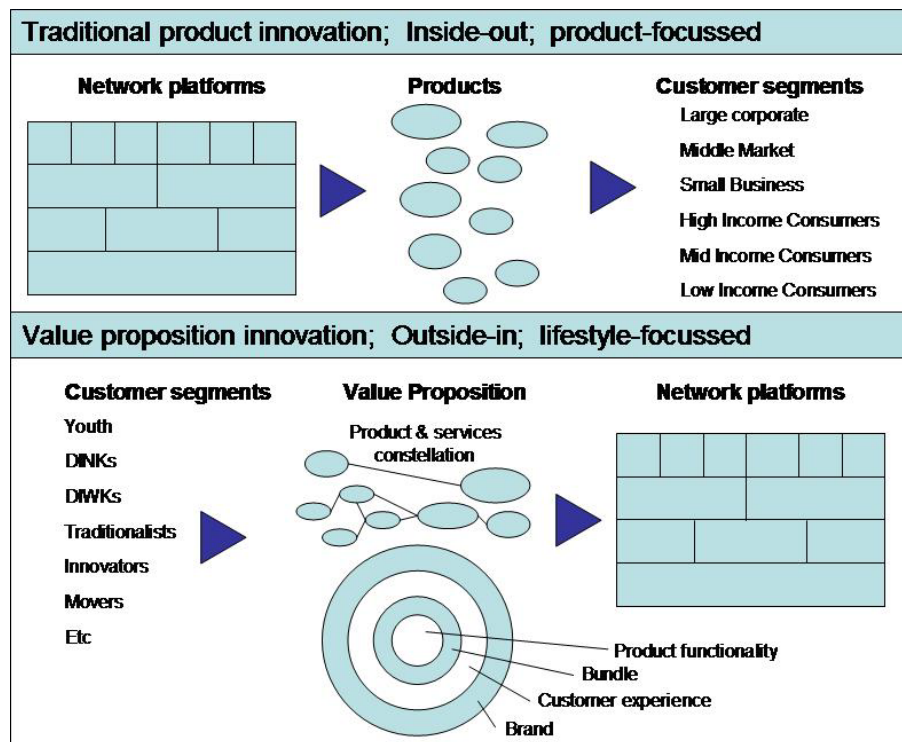 Traditional product innovation; Inside-out; product-focussed
Network platforms
Products
Customer segments
Large corporate
Middle Market
Small Business
High Income Consumers
Mid Income Consumers
Low Income Consumers
Value proposition innovation; Outside-in; lifestyle-focussed
Customer segments
Youth
DINKs
DIWKs
Traditionalists
Innovators
Movers
Etc
Value Proposition
Product & services
constellation
Product functionality
Bundle
Customer experience
Brand
Network platforms